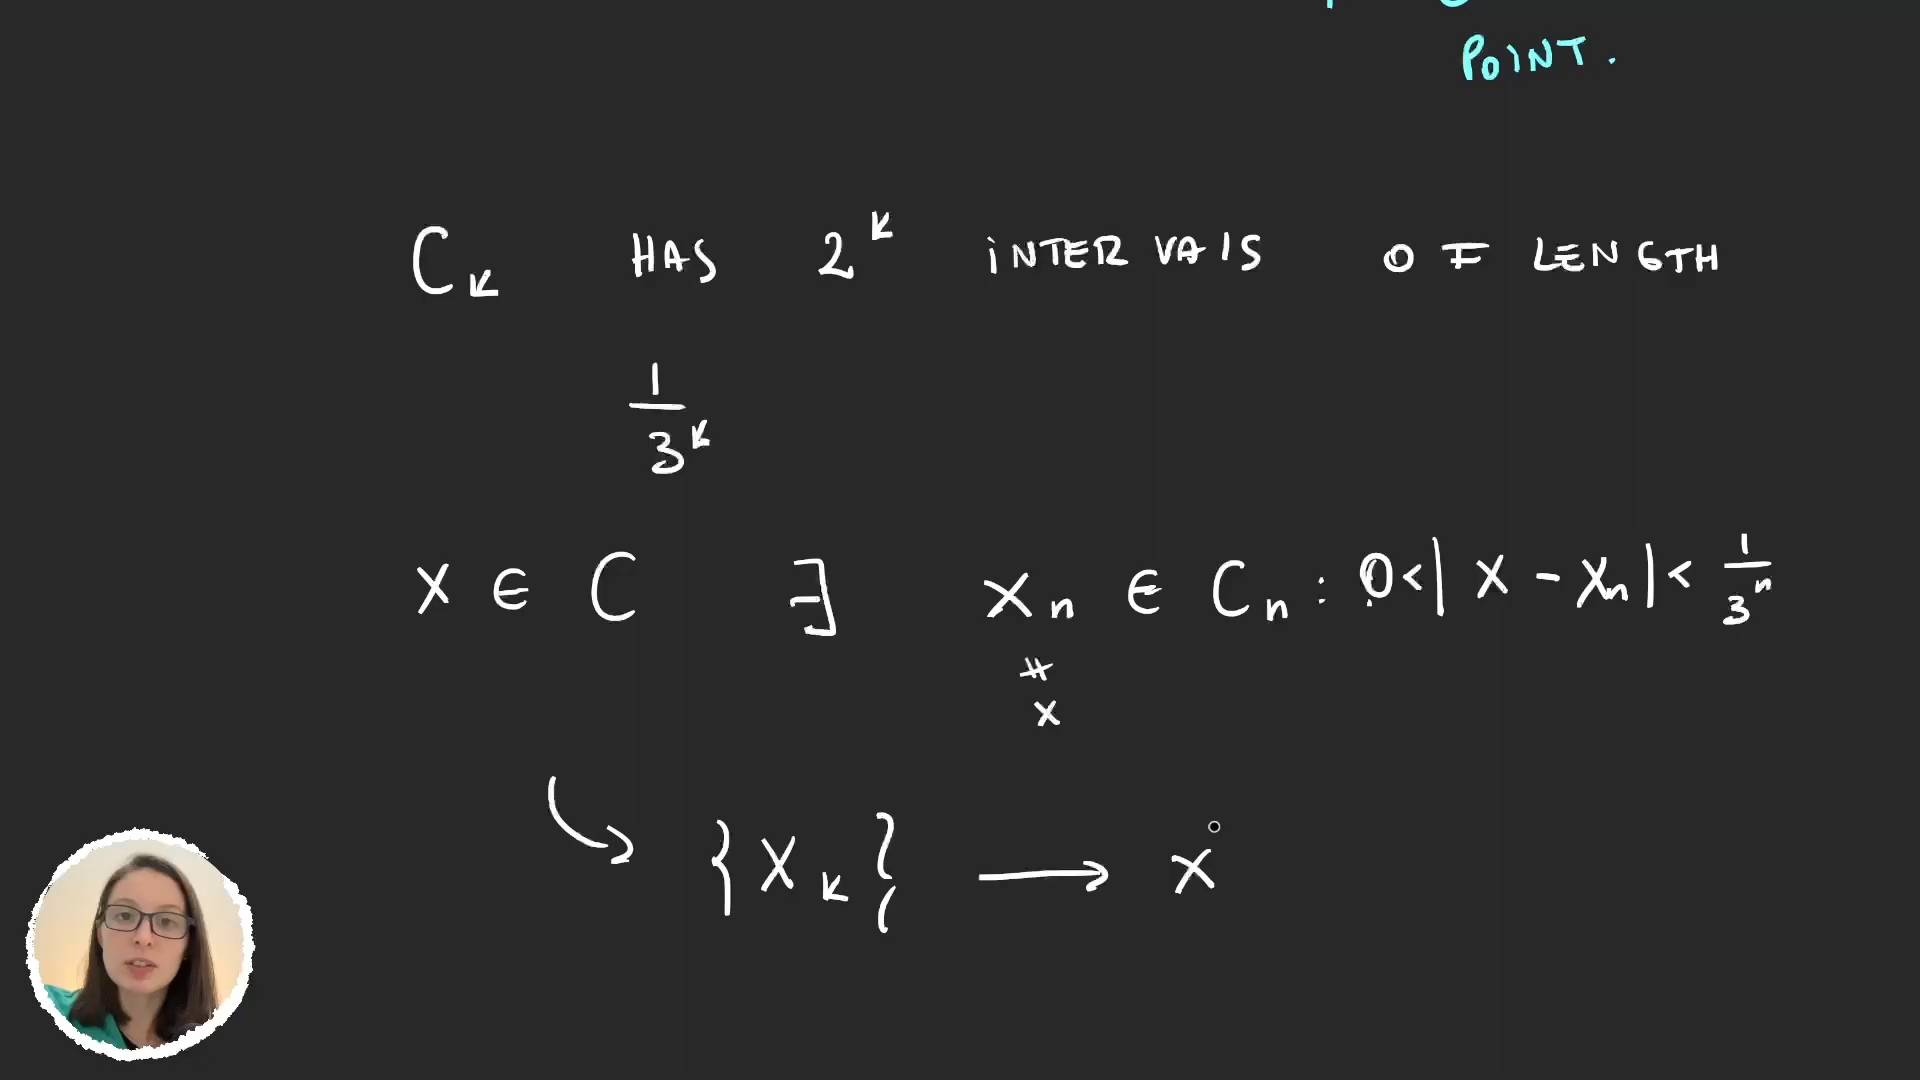 POINT.
C_k HAS 2^k INTERVALS OF LENGTH
1/3^k
x ∈ C ∃ x_n ∈ C_n : 0 < | x - x_n | < 1/3^n
≠
x
{ x_k } → x